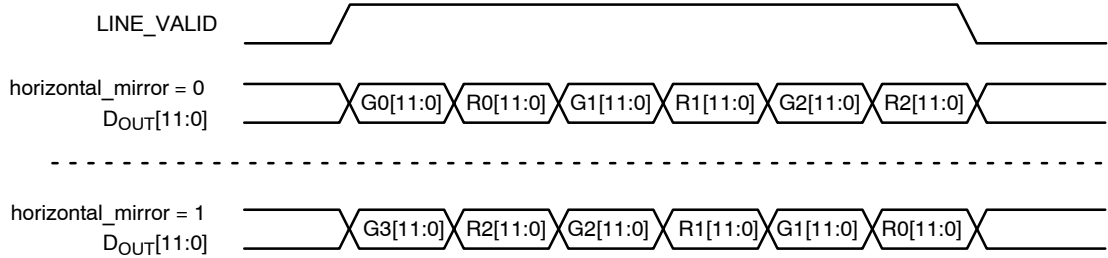 LINE_VALID
horizontal_mirror = 0
DOUT[11:0]
G0[11:0] R0[11:0] G1[11:0] R1[11:0] G2[11:0] R2[11:0]
horizontal_mirror = 1
DOUT[11:0]
G3[11:0] R2[11:0] G2[11:0] R1[11:0] G1[11:0] R0[11:0]